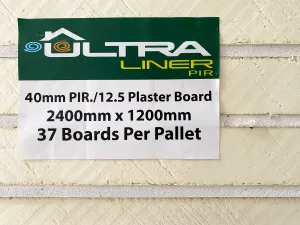 ULTRA
LINER
PIR
40mm PIR./12.5 Plaster Board
2400mm x 1200mm
37 Boards Per Pallet